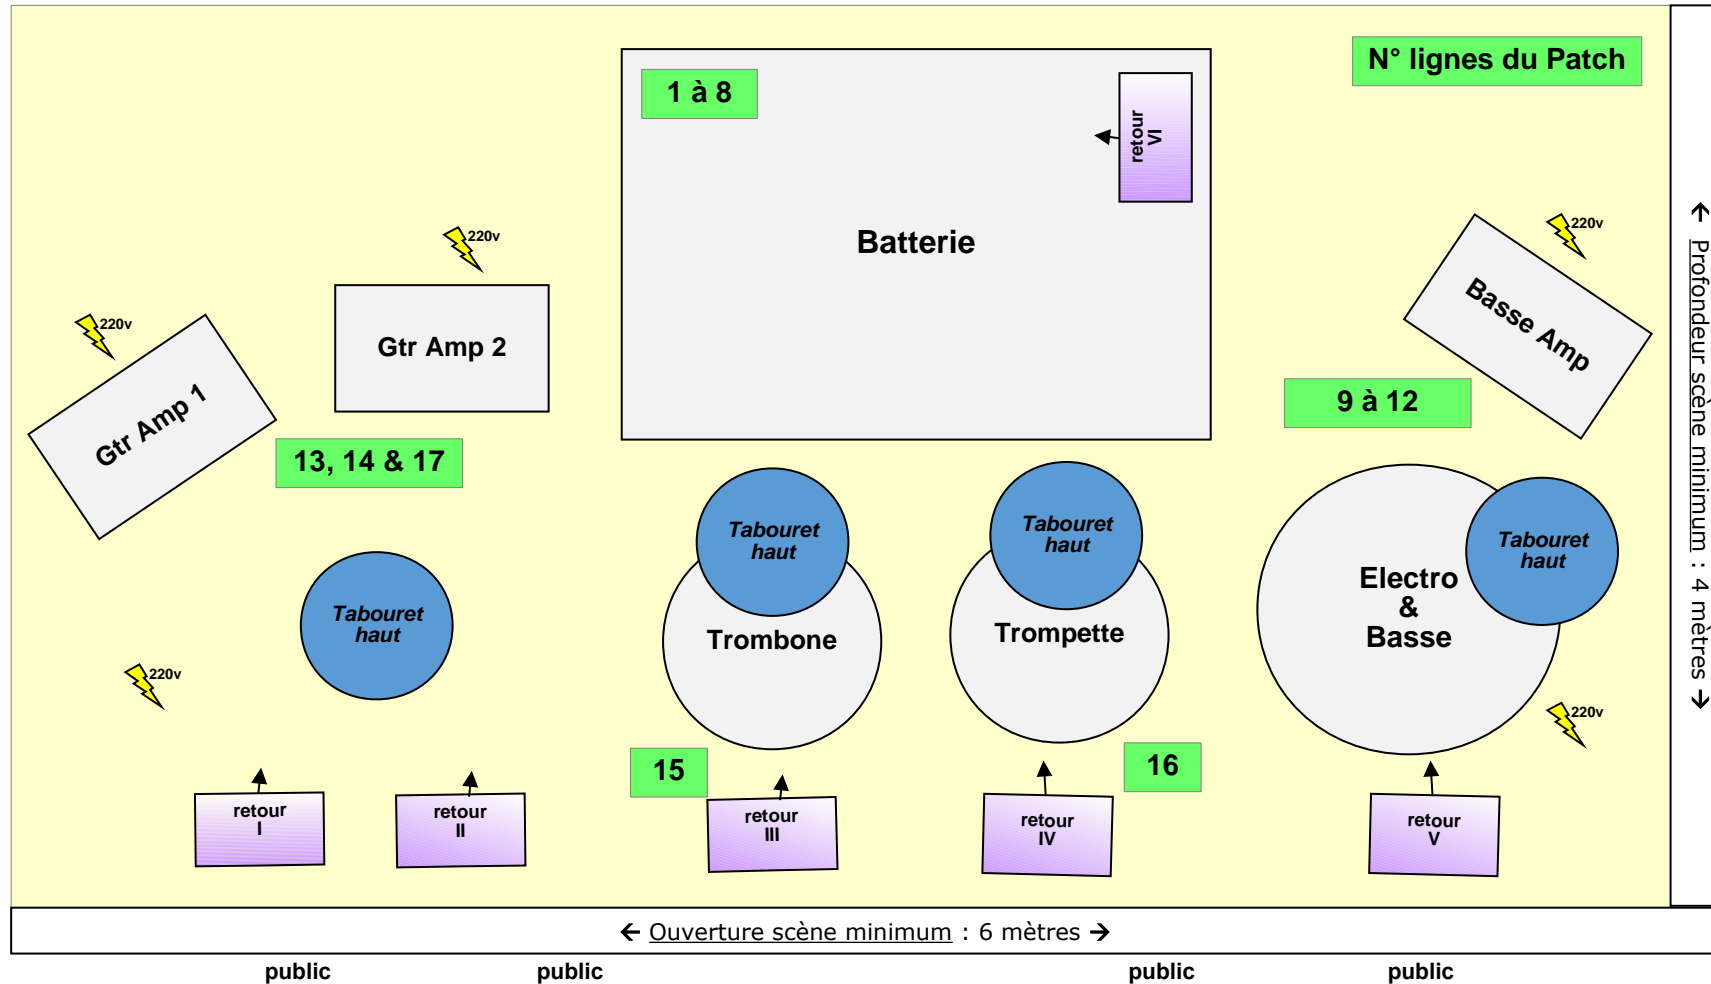 N° lignes du Patch
1 à 8
retour
VI
Batterie
220v
220v
220v
Gtr Amp 2
Gtr Amp 1
Basse Amp
9 à 12
13, 14 & 17
Tabouret
haut
Tabouret
haut
Tabouret
haut
Tabouret
haut
Trombone
Trompette
Electro
&
Basse
220v
220v
15
16
retour
I
retour
II
retour
III
retour
IV
retour
V
← Profondeur scène minimum : 4 mètres →
← Ouverture scène minimum : 6 mètres →
public public public public